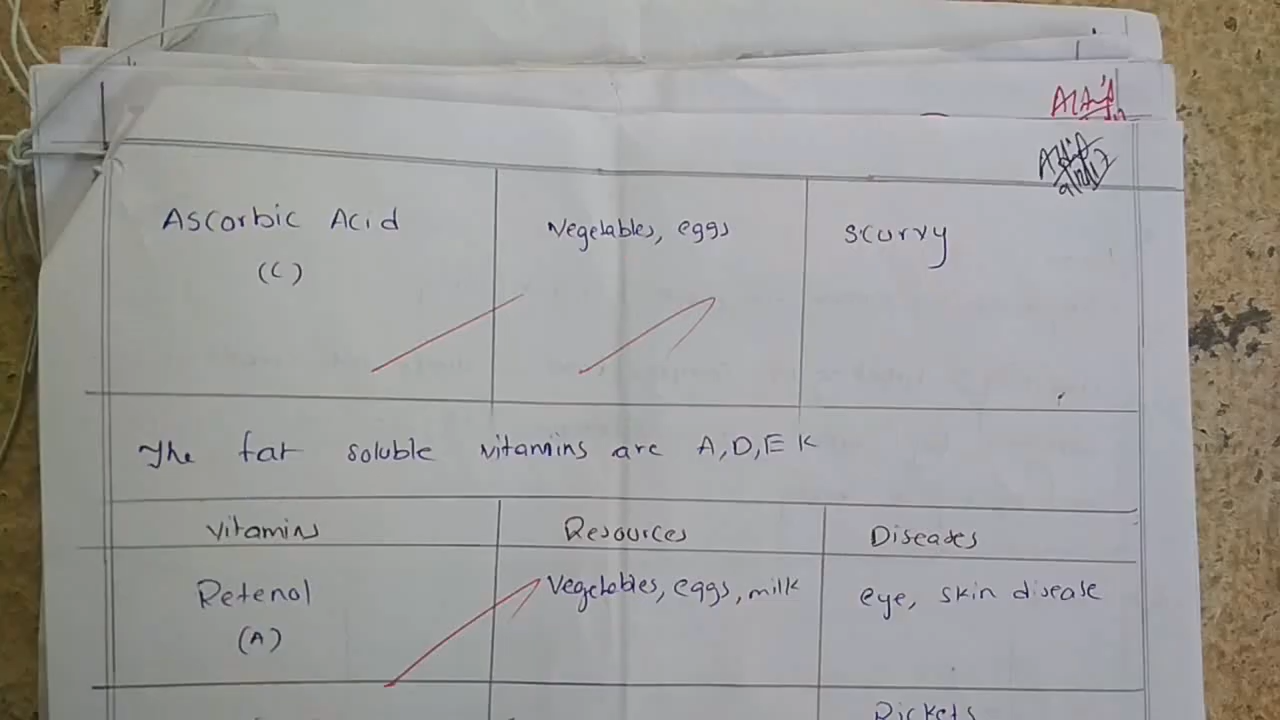 Ascorbic Acid
(C)
Vegetables, eggs
Scurvy
The fat soluble vitamins are A,D,E K
Vitamins
Resources
Diseases
Retenol
(A)
Vegetables, eggs, milk
eye, skin disease
Rickets